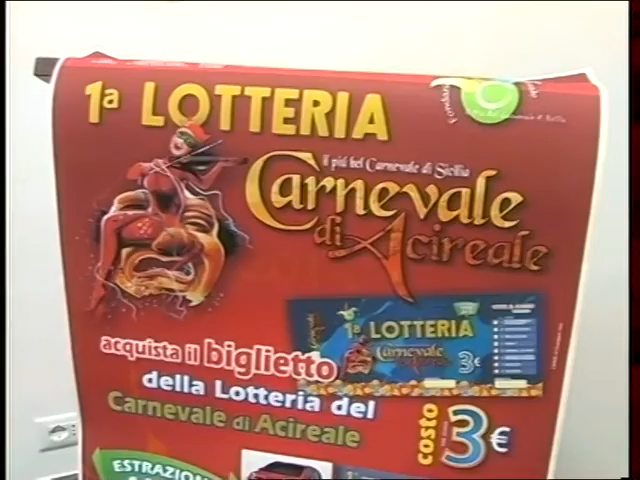 1ª LOTTERIA
il più bel Carnevale di Sicilia
Carnevale
di Acireale
1ª LOTTERIA
Carnevale
3€
acquista il biglietto
della Lotteria del
Carnevale di Acireale
costo
3€